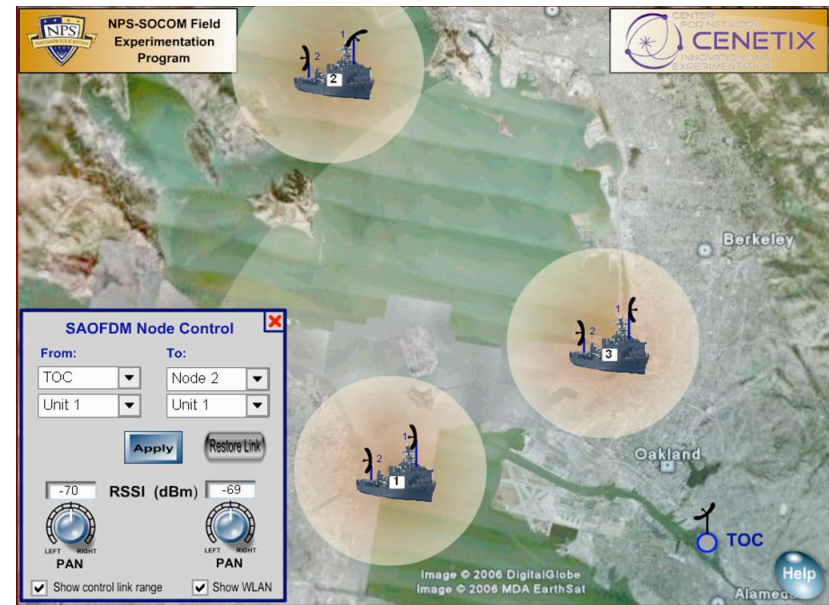 NPS
NPS-SOCOM Field
Experimentation
Program
CENTER
FOR NETWORK
CENETIX
INNOVATION AND
EXPERIMENTATION
1
2
2
Berkeley
1
2
3
SAOFDM Node Control
From:
To:
TOC
Node 2
Unit 1
Unit 1
Apply
Restore Link
-70
RSSI (dBm)
-69
LEFT
RIGHT
LEFT
RIGHT
PAN
PAN
Show control link range
Show WLAN
1
2
1
Oakland
TOC
Help
Image © 2006 DigitalGlobe
Image © 2006 MDA EarthSat
Alameda